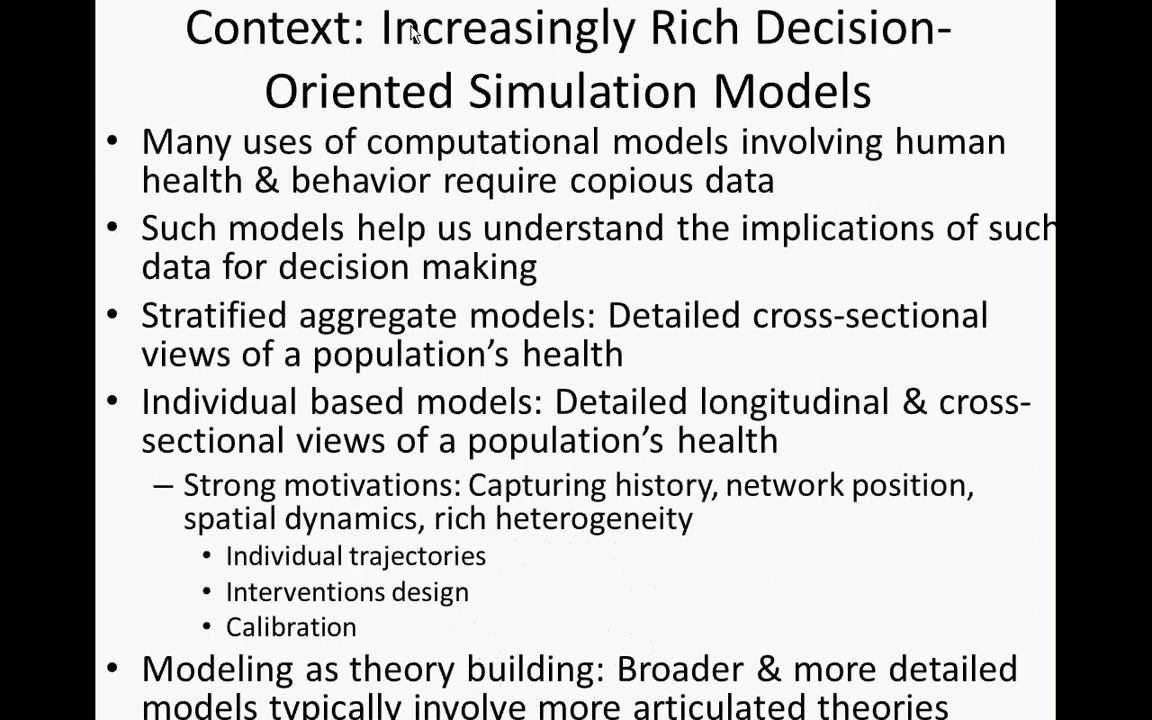 Context: Increasingly Rich Decision-
Oriented Simulation Models
• Many uses of computational models involving human
health & behavior require copious data
• Such models help us understand the implications of such
data for decision making
• Stratified aggregate models: Detailed cross-sectional
views of a population’s health
• Individual based models: Detailed longitudinal & cross-
sectional views of a population’s health
– Strong motivations: Capturing history, network position,
spatial dynamics, rich heterogeneity
• Individual trajectories
• Interventions design
• Calibration
• Modeling as theory building: Broader & more detailed
models typically involve more articulated theories